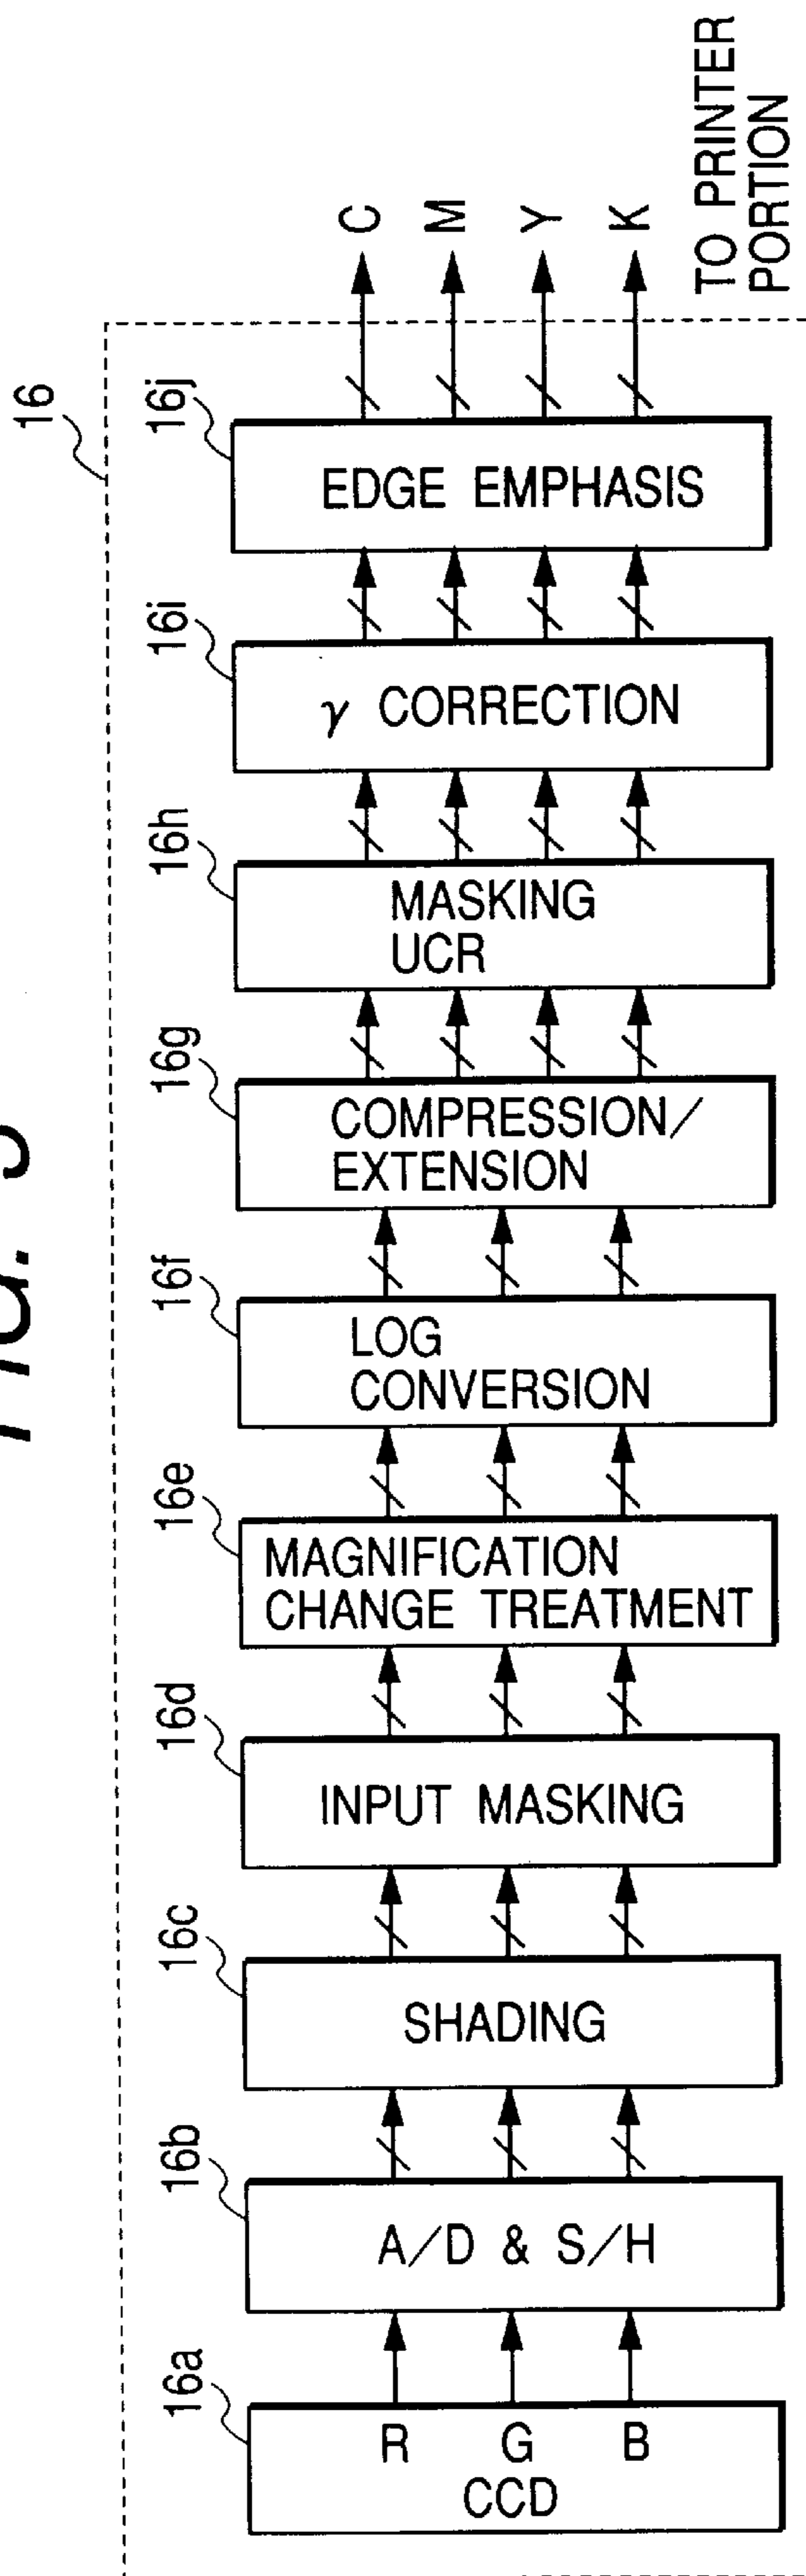 16
16a
R
G
B
CCD
16b
A/D & S/H
16c
SHADING
16d
INPUT MASKING
16e
MAGNIFICATION
CHANGE TREATMENT
16f
LOG
CONVERSION
16g
COMPRESSION/
EXTENSION
16h
MASKING
UCR
16i
γ CORRECTION
16j
EDGE EMPHASIS
C
M
Y
K
TO PRINTER
PORTION